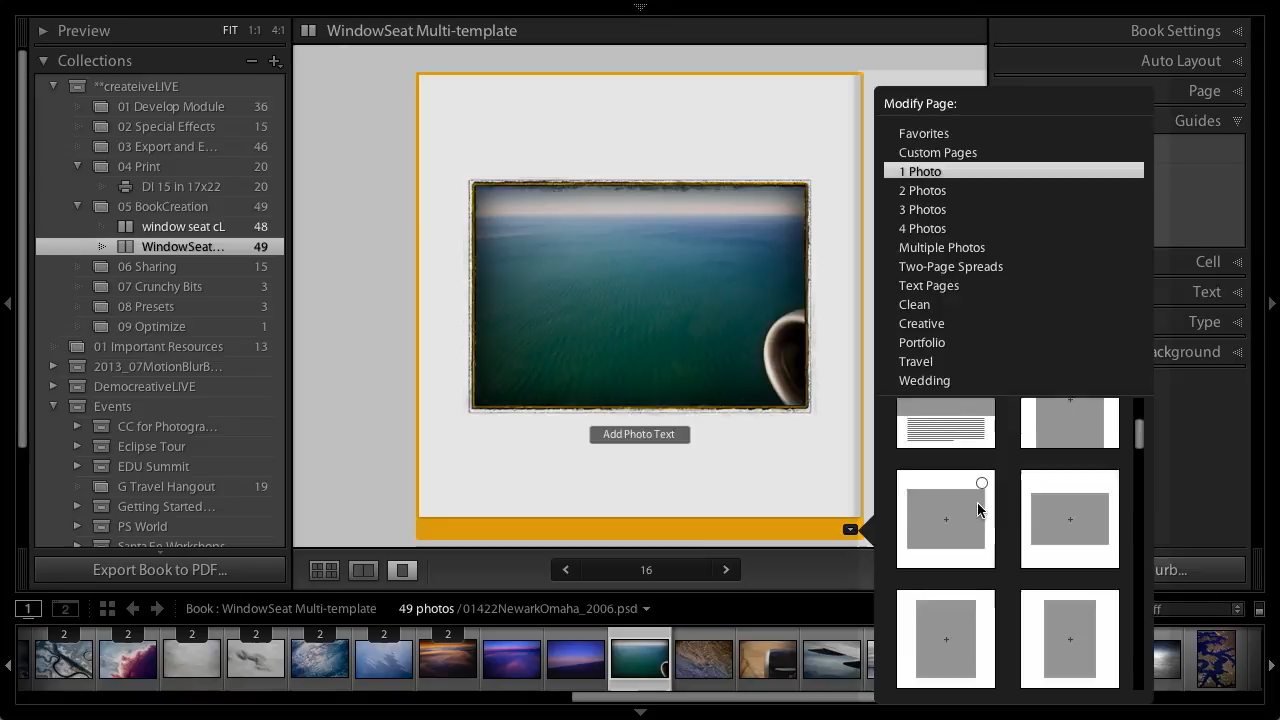 Preview
FIT 1:1 4:1
Collections
**createiveLIVE
01 Develop Module 36
02 Special Effects 15
03 Export and E... 46
04 Print 20
DI 15 in 17x22 20
05 BookCreation 49
window seat cL 48
WindowSeat... 49
06 Sharing 15
07 Crunchy Bits 3
08 Presets 3
09 Optimize 1
01 Important Resources 13
2013_07MotionBlurB...
DemocreativeLIVE
Events
CC for Photogra...
Eclipse Tour
EDU Summit
G Travel Hangout 19
Getting Started...
PS World
Santa Fe Workshops
Export Book to PDF...
WindowSeat Multi-template
Add Photo Text
16
Modify Page:
Favorites
Custom Pages
1 Photo
2 Photos
3 Photos
4 Photos
Multiple Photos
Two-Page Spreads
Text Pages
Clean
Creative
Portfolio
Travel
Wedding
Book Settings
Auto Layout
Page
Guides
Cell
Text
Type
ackground
urb...
1 2
Book : WindowSeat Multi-template 49 photos /01422NewarkOmaha_2006.psd
ff
2 2 2 2 2 2 2